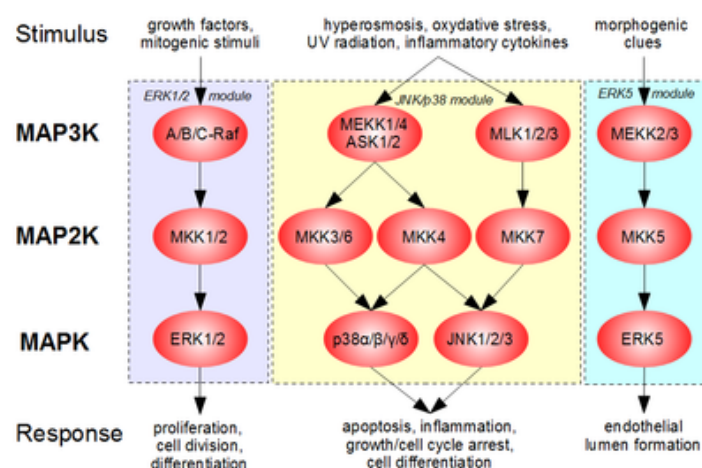 Stimulus
growth factors,
mitogenic stimuli
hyperosmosis, oxydative stress,
UV radiation, inflammatory cytokines
morphogenic
clues
ERK1/2 module
JNK/p38 module
ERK5 module
MAP3K
A/B/C-Raf
MEKK1/4
ASK1/2
MLK1/2/3
MEKK2/3
MAP2K
MKK1/2
MKK3/6
MKK4
MKK7
MKK5
MAPK
ERK1/2
p38α/β/γ/δ
JNK1/2/3
ERK5
Response
proliferation,
cell division,
differentiation
apoptosis, inflammation,
growth/cell cycle arrest,
cell differentiation
endothelial
lumen formation